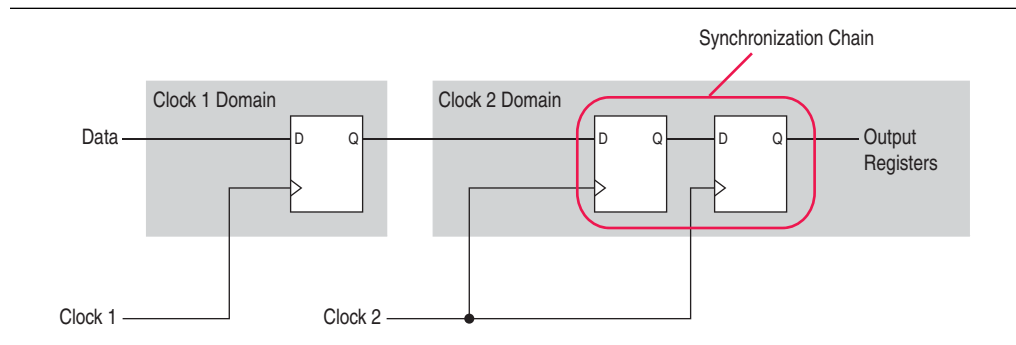 Synchronization Chain
Clock 1 Domain
Clock 2 Domain
Data
D
Q
D
Q
D
Q
Output
Registers
Clock 1
Clock 2